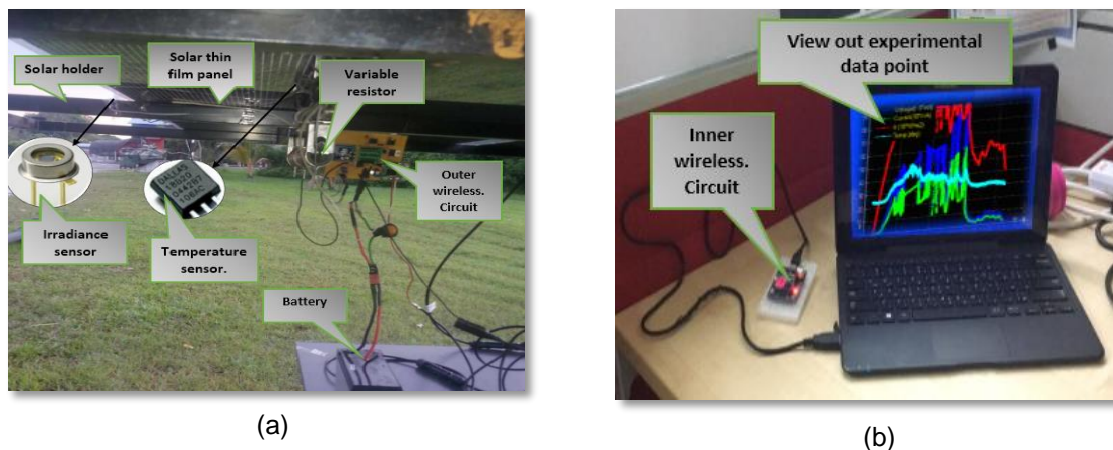 Solar holder
Solar thin
film panel
Variable
resistor
Outer
wireless.
Circuit
Irradiance
sensor
Temperature
sensor.
Battery
DALLAS
(a)
View out experimental
data point
Inner
wireless.
Circuit
(b)